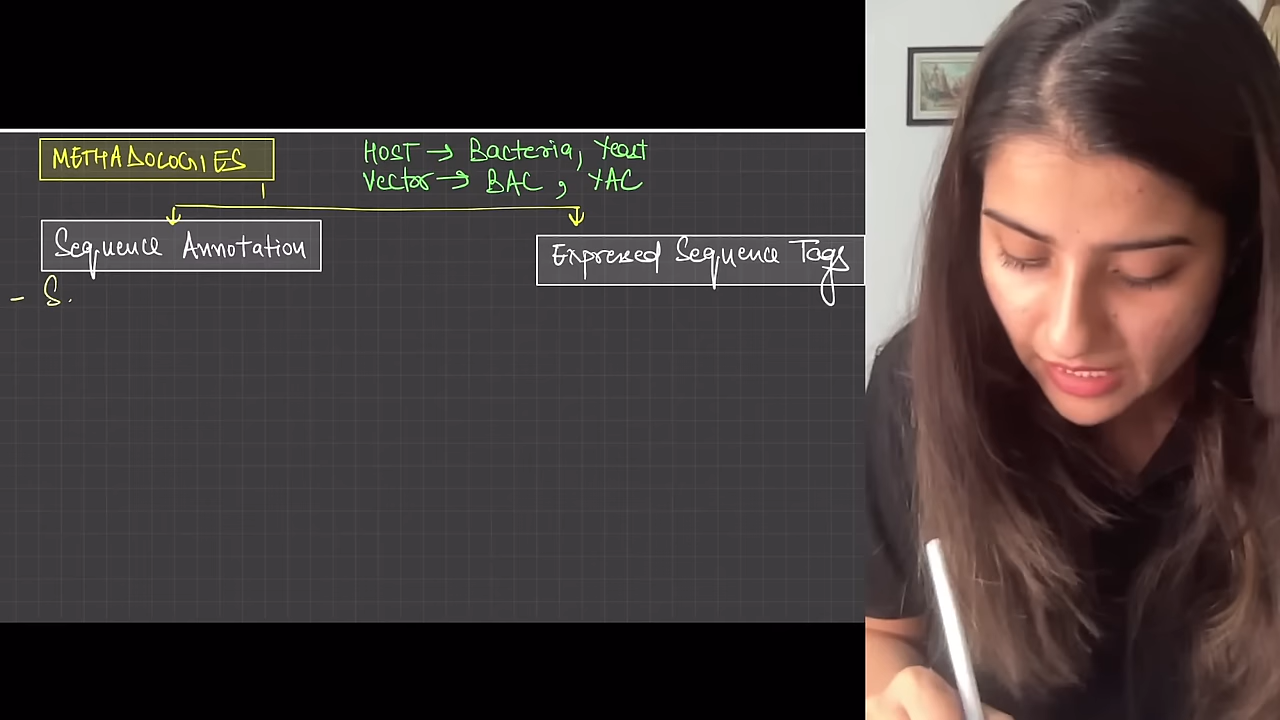 METHADOLOGIES
HOST → Bacteria, Yeast
Vector → BAC, YAC
Sequence Annotation
Expressed Sequence Tags
- S.